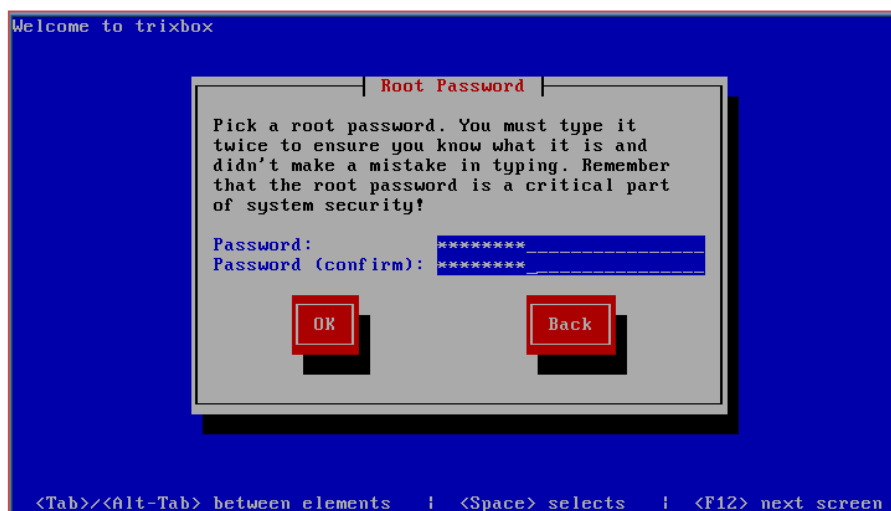 Welcome to trixbox
Root Password
Pick a root password. You must type it
twice to ensure you know what it is and
didn't make a mistake in typing. Remember
that the root password is a critical part
of system security!
Password: ********________________
Password (confirm): ********________________
OK Back
<Tab>/<Alt-Tab> between elements | <Space> selects | <F12> next screen